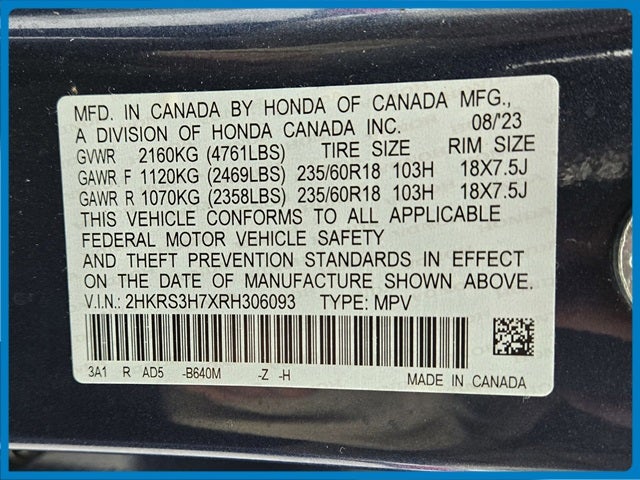 MFD. IN CANADA BY HONDA OF CANADA MFG.,
A DIVISION OF HONDA CANADA INC. 08/'23
GVWR 2160KG (4761LBS) TIRE SIZE RIM SIZE
GAWR F 1120KG (2469LBS) 235/60R18 103H 18X7.5J
GAWR R 1070KG (2358LBS) 235/60R18 103H 18X7.5J
THIS VEHICLE CONFORMS TO ALL APPLICABLE
FEDERAL MOTOR VEHICLE SAFETY
AND THEFT PREVENTION STANDARDS IN EFFECT
ON THE DATE OF MANUFACTURE SHOWN ABOVE.
V.I.N.: 2HKRS3H7XRH306093 TYPE: MPV
3A1 R AD5 -B640M -Z -H MADE IN CANADA